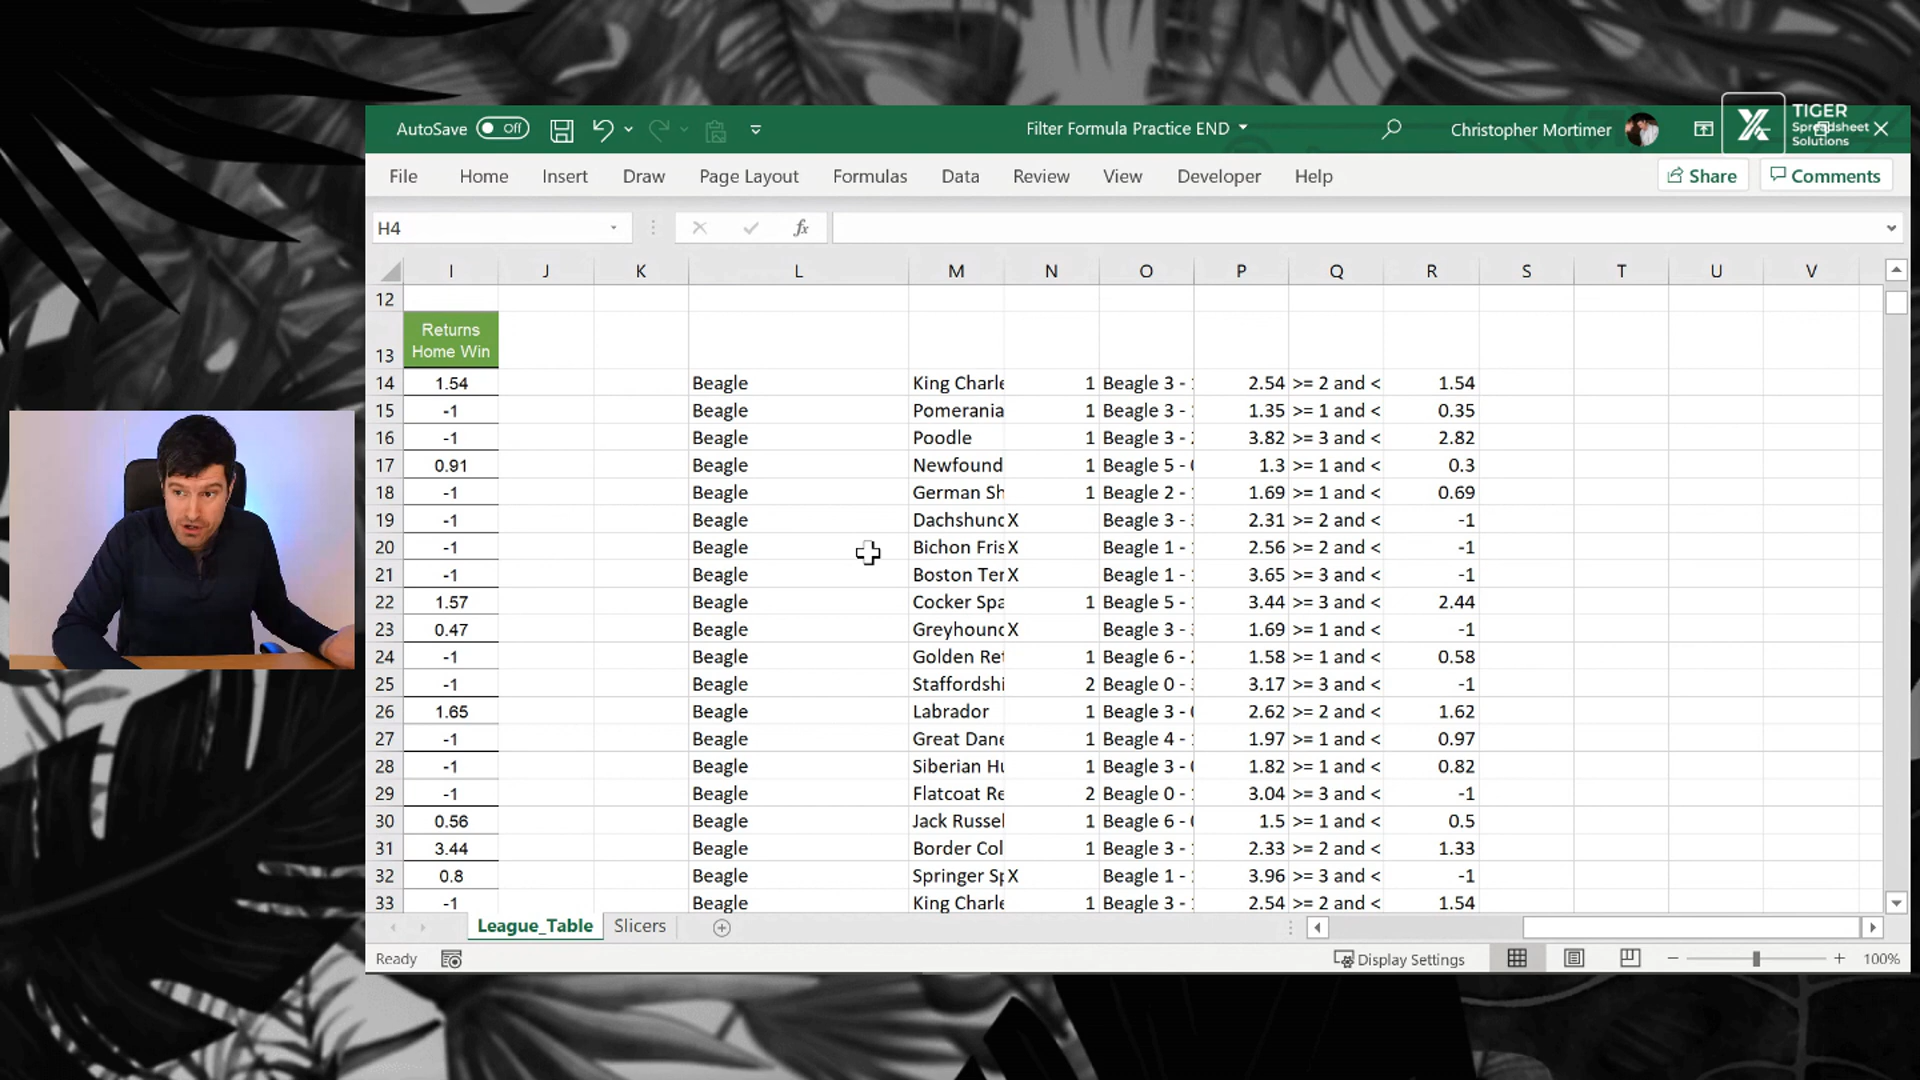 TIGER
Spreadsheet
Solutions
AutoSave Off Filter Formula Practice END Christopher Mortimer
File Home Insert Draw Page Layout Formulas Data Review View Developer Help Share Comments
H4 fx
I J K L M N O P Q R S T U V
12
13 Returns
Home Win
14 1.54 Beagle King Charle 1 Beagle 3 - 2.54 >= 2 and < 1.54
15 -1 Beagle Pomerania 1 Beagle 3 - 1.35 >= 1 and < 0.35
16 -1 Beagle Poodle 1 Beagle 3 - 3.82 >= 3 and < 2.82
17 0.91 Beagle Newfound 1 Beagle 5 - 1.3 >= 1 and < 0.3
18 -1 Beagle German Sh 1 Beagle 2 - 1.69 >= 1 and < 0.69
19 -1 Beagle Dachshund X Beagle 3 - 2.31 >= 2 and < -1
20 -1 Beagle Bichon Fris X Beagle 1 - 2.56 >= 2 and < -1
21 -1 Beagle Boston Ter X Beagle 1 - 3.65 >= 3 and < -1
22 1.57 Beagle Cocker Spa 1 Beagle 5 - 3.44 >= 3 and < 2.44
23 0.47 Beagle Greyhound X Beagle 3 - 1.69 >= 1 and < -1
24 -1 Beagle Golden Ret 1 Beagle 6 - 1.58 >= 1 and < 0.58
25 -1 Beagle Staffordshi 2 Beagle 0 - 3.17 >= 3 and < -1
26 1.65 Beagle Labrador 1 Beagle 3 - 2.62 >= 2 and < 1.62
27 -1 Beagle Great Dane 1 Beagle 4 - 1.97 >= 1 and < 0.97
28 -1 Beagle Siberian Hu 1 Beagle 3 - 1.82 >= 1 and < 0.82
29 -1 Beagle Flatcoat Re 2 Beagle 0 - 3.04 >= 3 and < -1
30 0.56 Beagle Jack Russel 1 Beagle 6 - 1.5 >= 1 and < 0.5
31 3.44 Beagle Border Col 1 Beagle 3 - 2.33 >= 2 and < 1.33
32 0.8 Beagle Springer Sp X Beagle 1 - 3.96 >= 3 and < -1
33 -1 Beagle King Charle 1 Beagle 3 - 2.54 >= 2 and < 1.54
League_Table Slicers
Ready Display Settings 100%